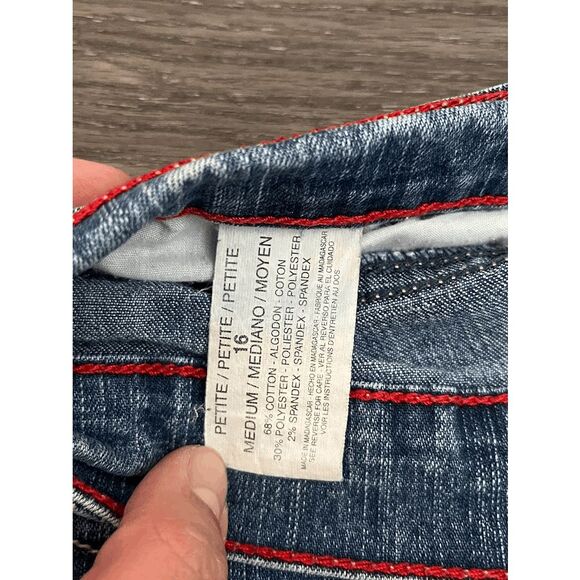 PETITE / PETITE / PETITE
16
MEDIUM / MEDIANO / MOYEN
68% COTTON - ALGODON - COTON
30% POLYESTER - POLIESTER - POLYESTER
2% SPANDEX - SPANDEX - SPANDEX
MADE IN MADAGASCAR - HECHO EN MADAGASCAR - FABRIQUE AU MADAGASCAR
SEE REVERSE FOR CARE - VER AL REVERSO PARA EL CUIDADO
VOIR LES INSTRUCTIONS D'ENTRETIEN AU DOS